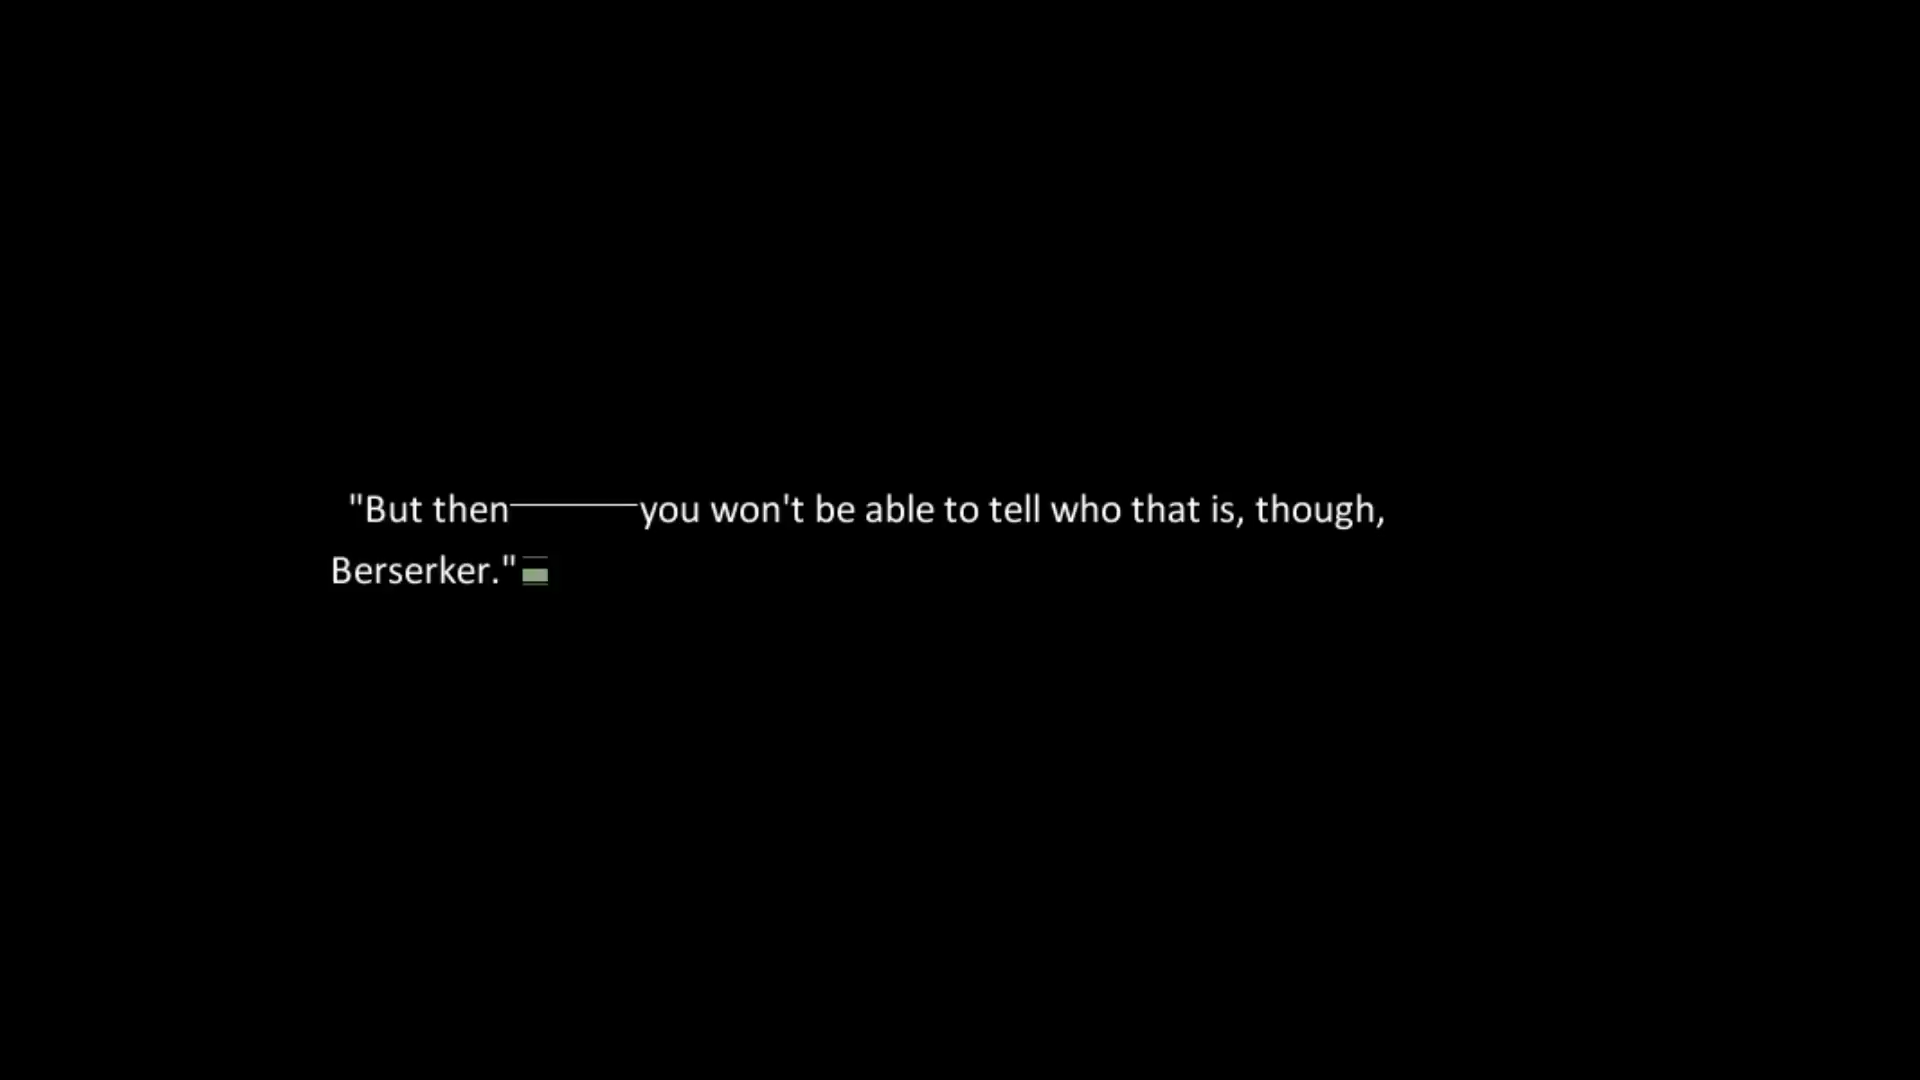 "But then————you won't be able to tell who that is, though,
Berserker."